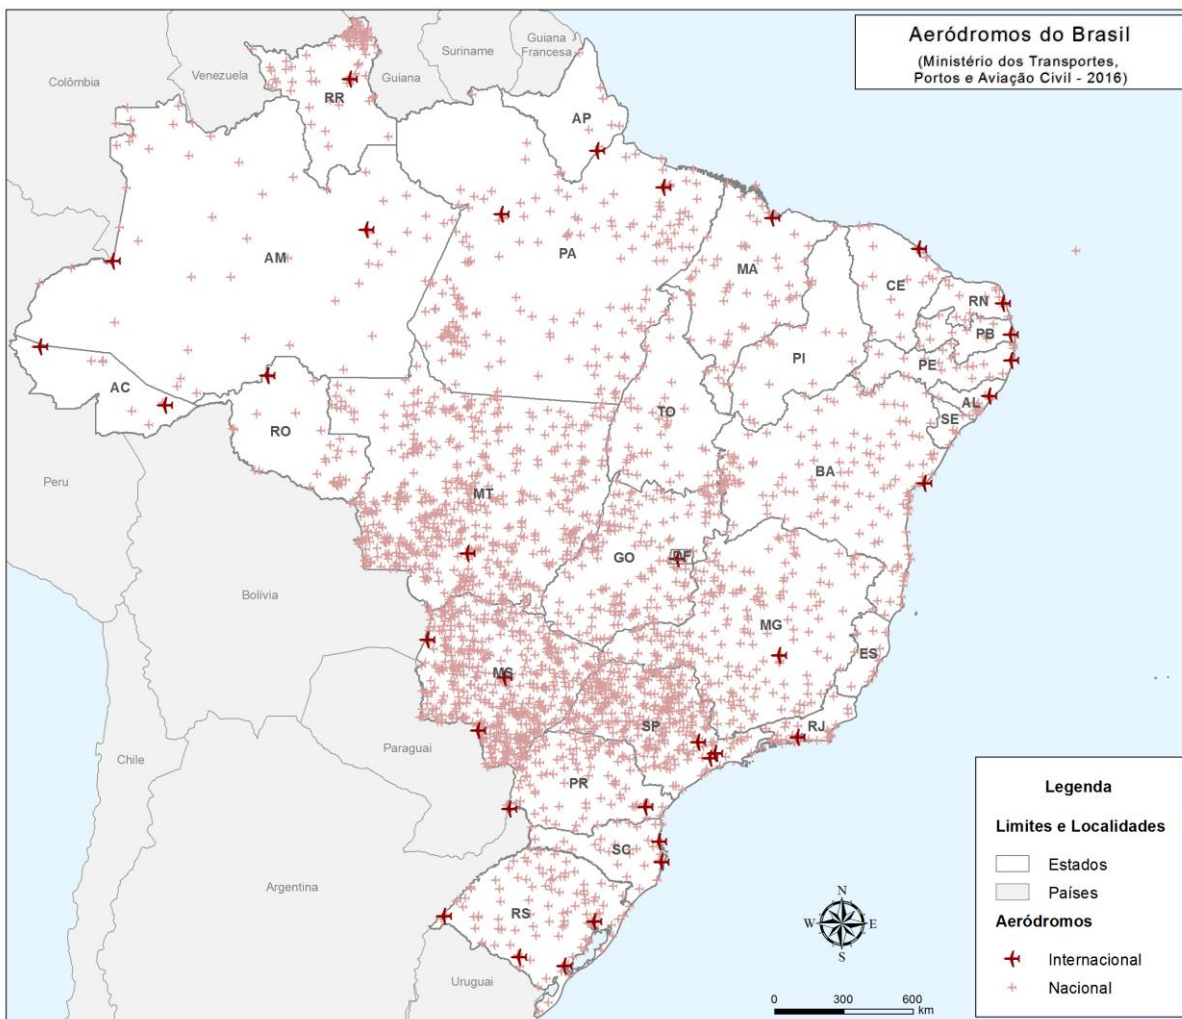 Aeródromos do Brasil
(Ministério dos Transportes,
Portos e Aviação Civil - 2016)
Guiana
Francesa
Suriname
Guiana
Venezuela
Colômbia
RR
AP
AM
PA
MA
CE
RN
PB
PI
PE
AL
SE
AC
RO
TO
BA
Peru
MT
GO
DF
Bolívia
MG
ES
MS
SP
RJ
Paraguai
Chile
PR
SC
Argentina
RS
Uruguai
N
W
E
S
0 300 600
km
Legenda
Limites e Localidades
Estados
Países
Aeródromos
Internacional
Nacional